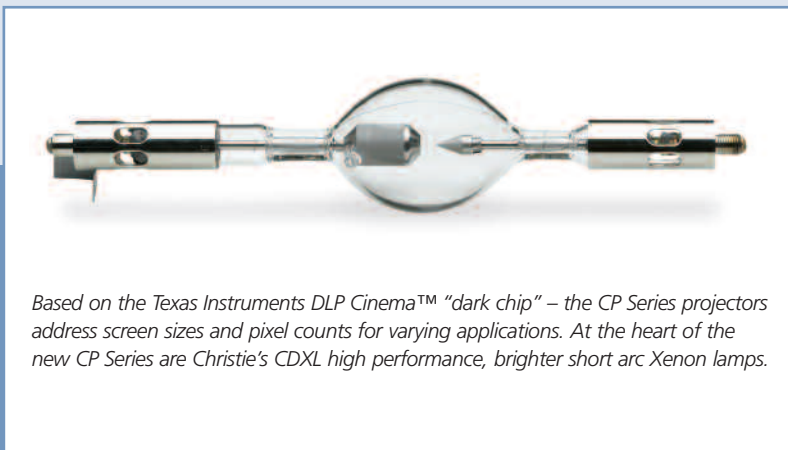 Based on the Texas Instruments DLP Cinema™ “dark chip” – the CP Series projectors
address screen sizes and pixel counts for varying applications. At the heart of the
new CP Series are Christie’s CDXL high performance, brighter short arc Xenon lamps.